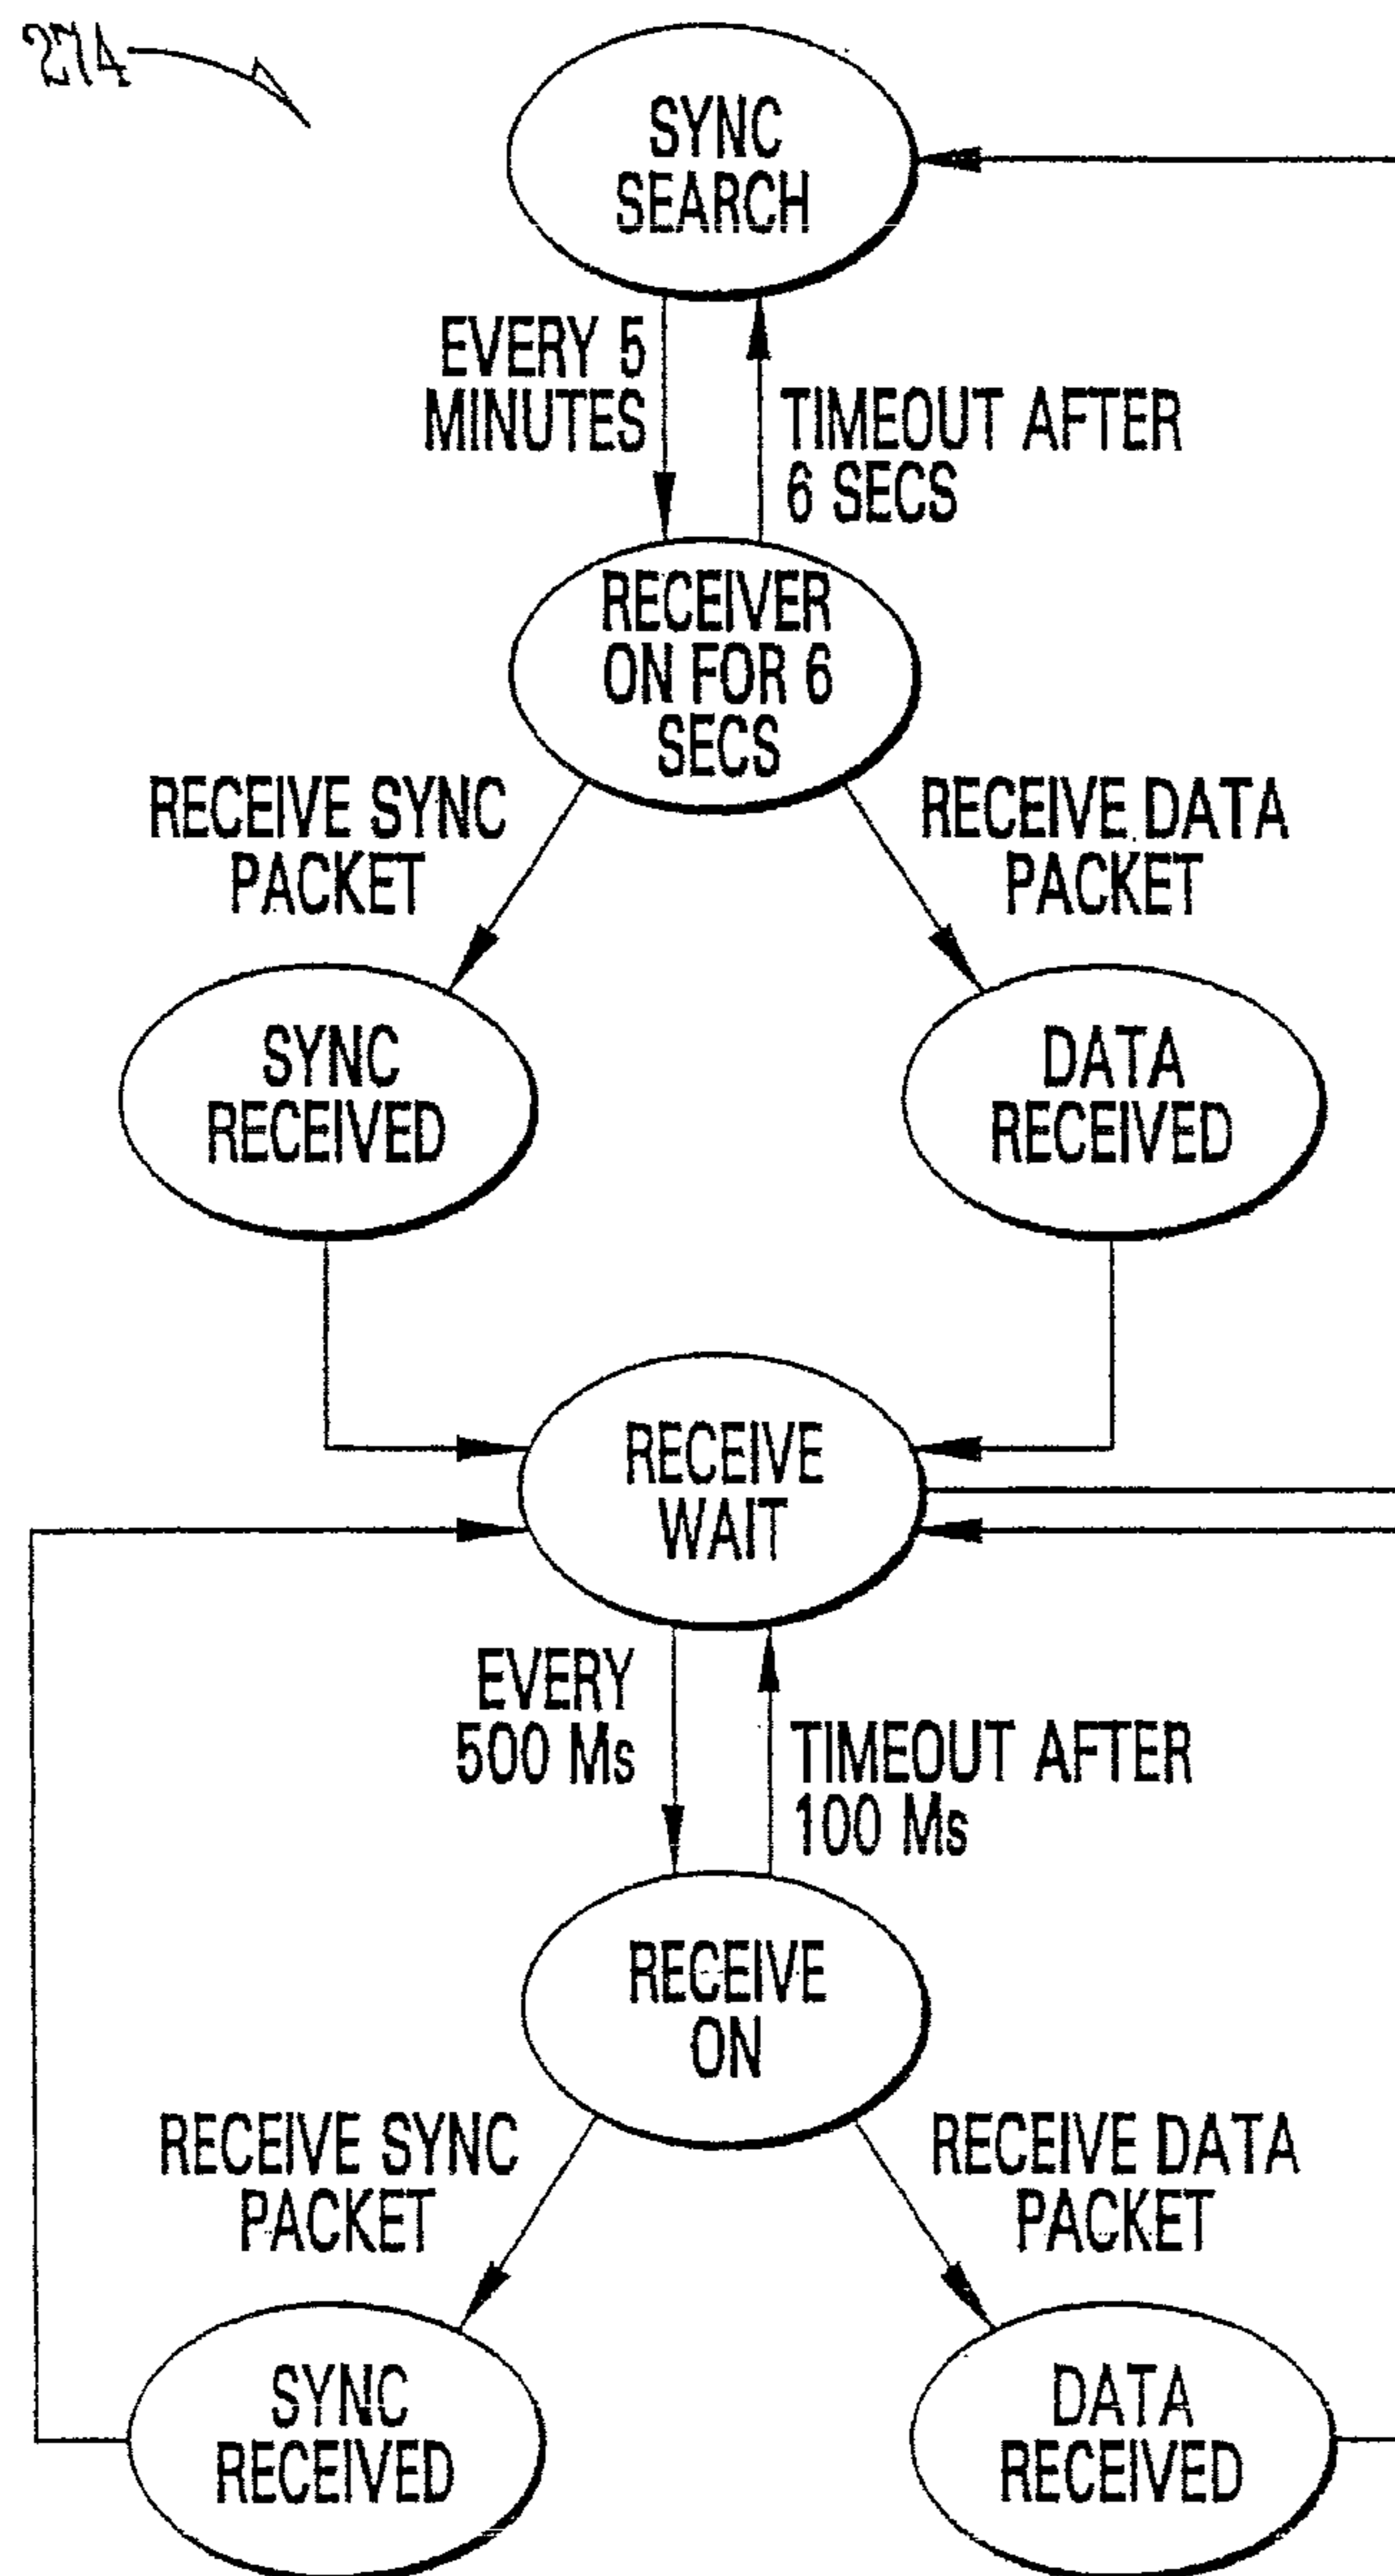 274
SYNC
SEARCH
EVERY 5
MINUTES
TIMEOUT AFTER
6 SECS
RECEIVER
ON FOR 6
SECS
RECEIVE SYNC
PACKET
RECEIVE DATA
PACKET
SYNC
RECEIVED
DATA
RECEIVED
RECEIVE
WAIT
EVERY
500 Ms
TIMEOUT AFTER
100 Ms
RECEIVE
ON
RECEIVE SYNC
PACKET
RECEIVE DATA
PACKET
SYNC
RECEIVED
DATA
RECEIVED